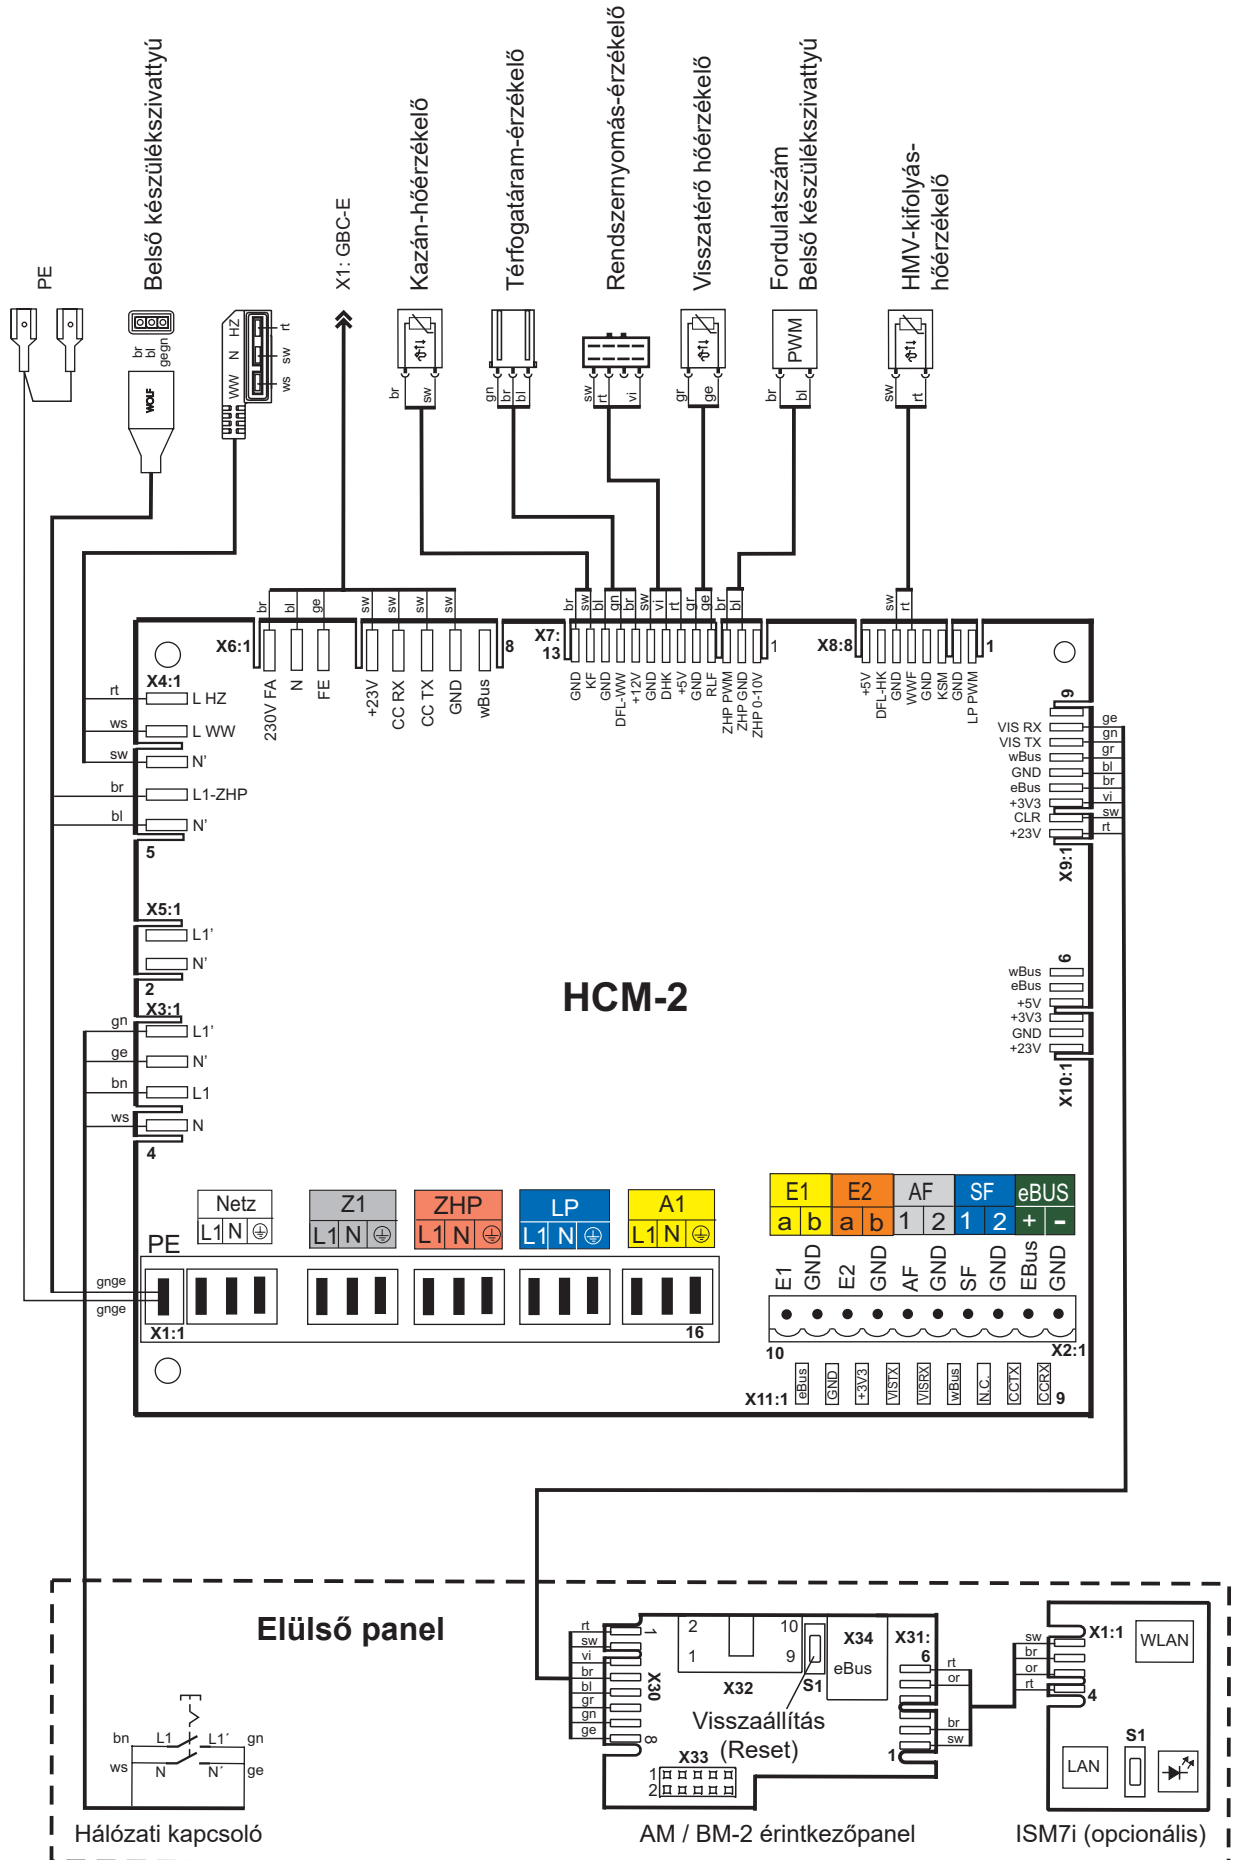 PE
Belső készülékszivattyú
X1: GBC-E
Kazán-hőérzékelő
Térfogatáram-érzékelő
Rendszernyomás-érzékelő
Visszatérő hőérzékelő
Fordulatszám
Belső készülékszivattyú
HMV-kifolyás-
hőérzékelő
br
bl
gegn
WOLF
WW N HZ
rt
sw
ws
br
sw
gn
br
bl
sw
rt
vi
gr
ge
PWM
br
bl
sw
rt
br
bl
ge
sw
sw
sw
sw
br
sw
bl
gn
br
sw
vi
rt
gr
ge
br
bl
sw
rt
X6:1
8
X7:
13
1
X8:8
1
230V FA
N
FE
+23V
CC RX
CC TX
GND
wBus
GND
KF
GND
DFL-WW
+12V
GND
DHK
+5V
GND
RLF
ZHP PWM
ZHP GND
ZHP 0-10V
+5V
DFL-HK
GND
WWF
GND
KSM
GND
LP PWM
X4:1
rt L HZ
ws L WW
sw N'
br L1-ZHP
bl N'
5
X5:1
L1'
N'
2
X3:1
gn L1'
ge N'
bn L1
ws N
4
9
VIS RX ge
VIS TX gn
wBus gr
GND bl
eBus br
+3V3 vi
CLR sw
+23V rt
X9:1
6
wBus
eBus
+5V
+3V3
GND
+23V
X10:1
HCM-2
PE
Netz
L1 N
Z1
L1 N
ZHP
L1 N
LP
L1 N
A1
L1 N
gnge
gnge
X1:1
16
E1 E2 AF SF eBUS
a b a b 1 2 1 2 + -
E1
GND
E2
GND
AF
GND
SF
GND
EBus
GND
10
X2:1
X11:1
eBus
GND
+3V3
VISTX
VISRX
wBus
N.C.
CCTX
CCRX
9
Elülső panel
bn L1 L1´ gn
ws N N´ ge
Hálózati kapcsoló
rt
sw
vi
br
bl
gr
gn
ge
1
X30
8
2 10
1 9
X32
S1
X34
eBus
X31:
6
rt
or
br
sw
1
Visszaállítás
(Reset)
X33
1
2
AM / BM-2 érintkezőpanel
sw
br
or
rt
X1:1
4
WLAN
S1
LAN
ISM7i (opcionális)